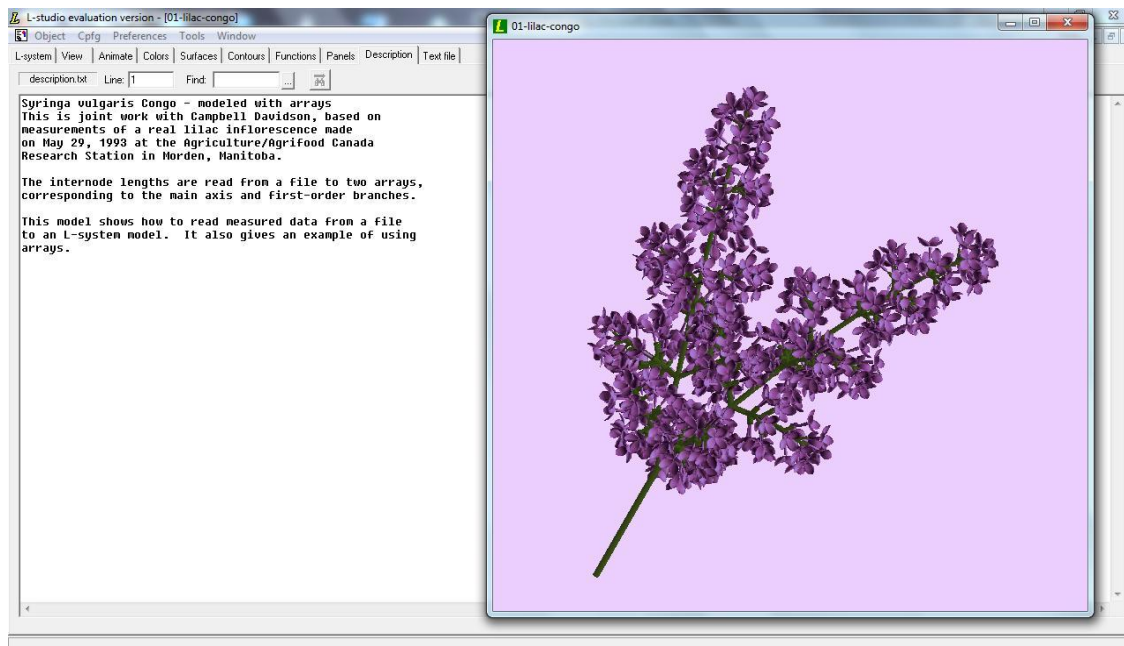 L-studio evaluation version - [01-lilac-congo]
Object Cpfg Preferences Tools Window
L-system View Animate Colors Surfaces Contours Functions Panels Description Text file
description.txt Line: 1 Find: ...
Syringa vulgaris Congo - modeled with arrays
This is joint work with Campbell Davidson, based on
measurements of a real lilac inflorescence made
on May 29, 1993 at the Agriculture/Agrifood Canada
Research Station in Morden, Manitoba.
The internode lengths are read from a file to two arrays,
corresponding to the main axis and first-order branches.
This model shows how to read measured data from a file
to an L-system model. It also gives an example of using
arrays.
01-lilac-congo